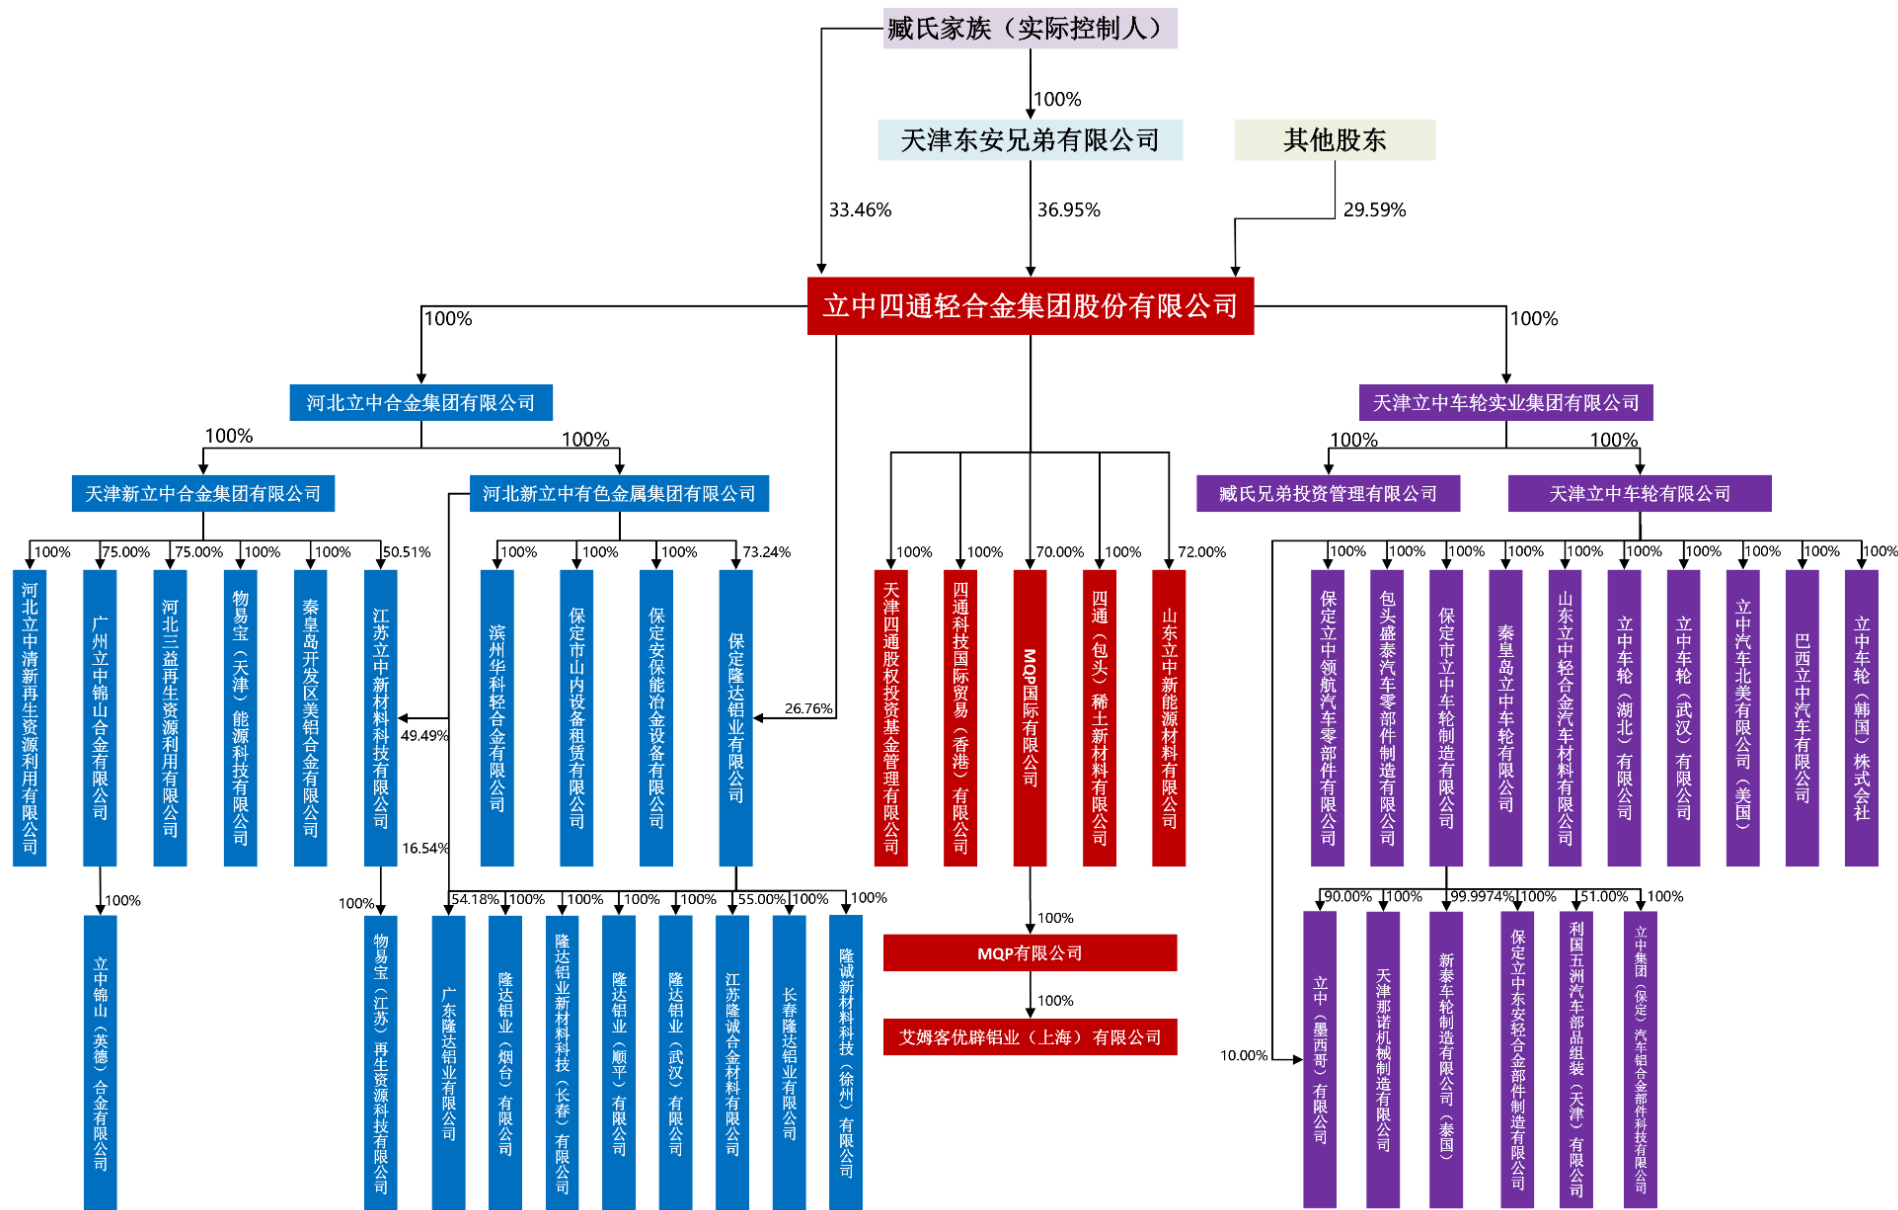 臧氏家族（实际控制人）
100%
天津东安兄弟有限公司
其他股东
33.46%
36.95%
29.59%
立中四通轻合金集团股份有限公司
100%
100%
河北立中合金集团有限公司
天津立中车轮实业集团有限公司
100%
100%
100%
100%
天津新立中合金集团有限公司
河北新立中有色金属集团有限公司
臧氏兄弟投资管理有限公司
天津立中车轮有限公司
100%
75.00%
75.00%
100%
100%
50.51%
100%
100%
100%
73.24%
100%
100%
70.00%
100%
72.00%
100%
100%
100%
100%
100%
100%
100%
100%
100%
100%
河北立中清新再生资源利用有限公司
广州立中锦山合金有限公司
河北三益再生资源利用有限公司
物易宝（天津）能源科技有限公司
秦皇岛开发区美铝合金有限公司
江苏立中新材料科技有限公司
滨州华科轻合金有限公司
保定市山内设备租赁有限公司
保定安保能冶金设备有限公司
保定隆达铝业有限公司
天津四通股权投资基金管理有限公司
四通科技国际贸易（香港）有限公司
MQP国际有限公司
四通（包头）稀土新材料有限公司
山东立中新能源材料有限公司
保定立中领航汽车零部件有限公司
包头盛泰汽车零部件制造有限公司
保定市立中车轮制造有限公司
秦皇岛立中车轮有限公司
山东立中轻合金汽车材料有限公司
立中车轮（湖北）有限公司
立中车轮（武汉）有限公司
立中汽车北美有限公司（美国）
巴西立中汽车有限公司
立中车轮（韩国）株式会社
49.49%
26.76%
16.54%
100%
100%
54.18%
100%
100%
100%
100%
55.00%
100%
100%
100%
90.00%
100%
99.9974%
100%
51.00%
100%
立中锦山（英德）合金有限公司
物易宝（江苏）再生资源科技有限公司
广东隆达铝业有限公司
隆达铝业（烟台）有限公司
隆达铝业新材料科技（长春）有限公司
隆达铝业（顺平）有限公司
隆达铝业（武汉）有限公司
江苏隆诚合金材料有限公司
长春隆达铝业有限公司
隆诚新材料科技（徐州）有限公司
MQP有限公司
100%
艾姆客优辟铝业（上海）有限公司
10.00%
立中（墨西哥）有限公司
天津那诺机械制造有限公司
新泰车轮制造有限公司（泰国）
保定立中东安轻合金部件制造有限公司
利国五洲汽车部品组装（天津）有限公司
立中集团（保定）汽车铝合金部件科技有限公司